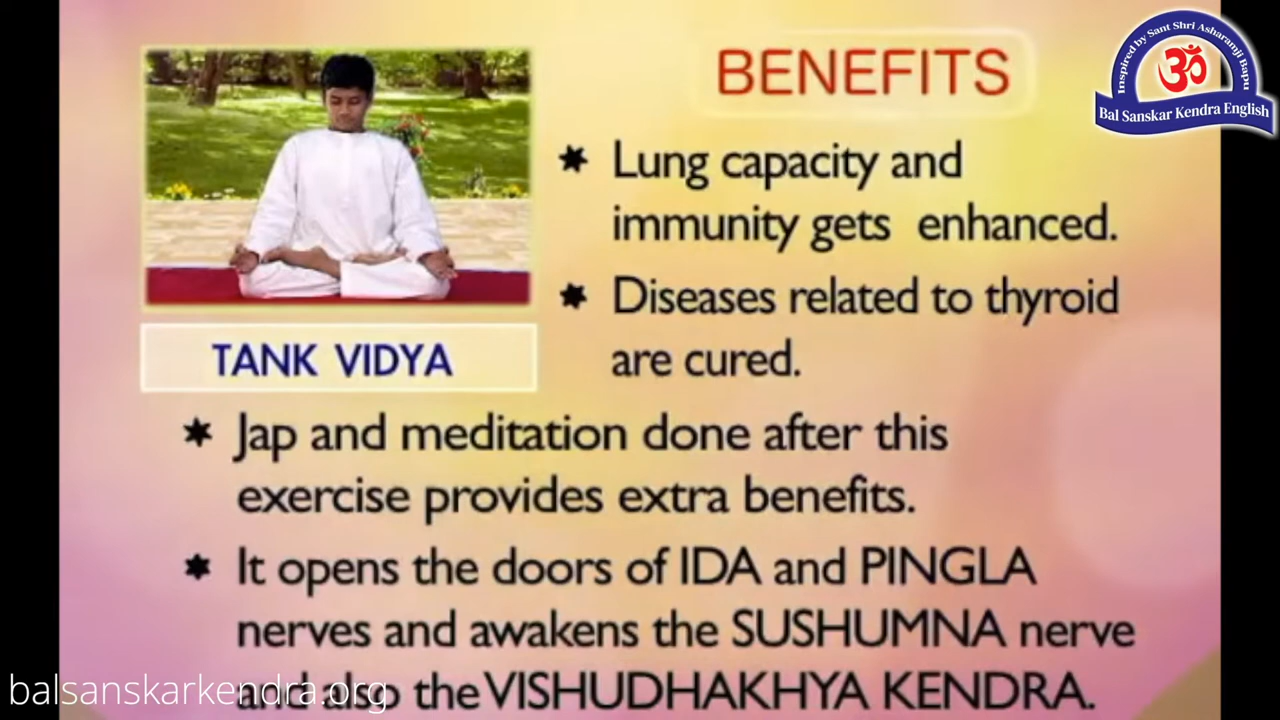 BENEFITS
Inspired by Sant Shri Asharamji Bapu
ॐ
Bal Sanskar Kendra English
✶ Lung capacity and
immunity gets enhanced.
✶ Diseases related to thyroid
are cured.
TANK VIDYA
✶ Jap and meditation done after this
exercise provides extra benefits.
✶ It opens the doors of IDA and PINGLA
nerves and awakens the SUSHUMNA nerve
and also the VISHUDHAKHYA KENDRA.
balsanskarkendra.org